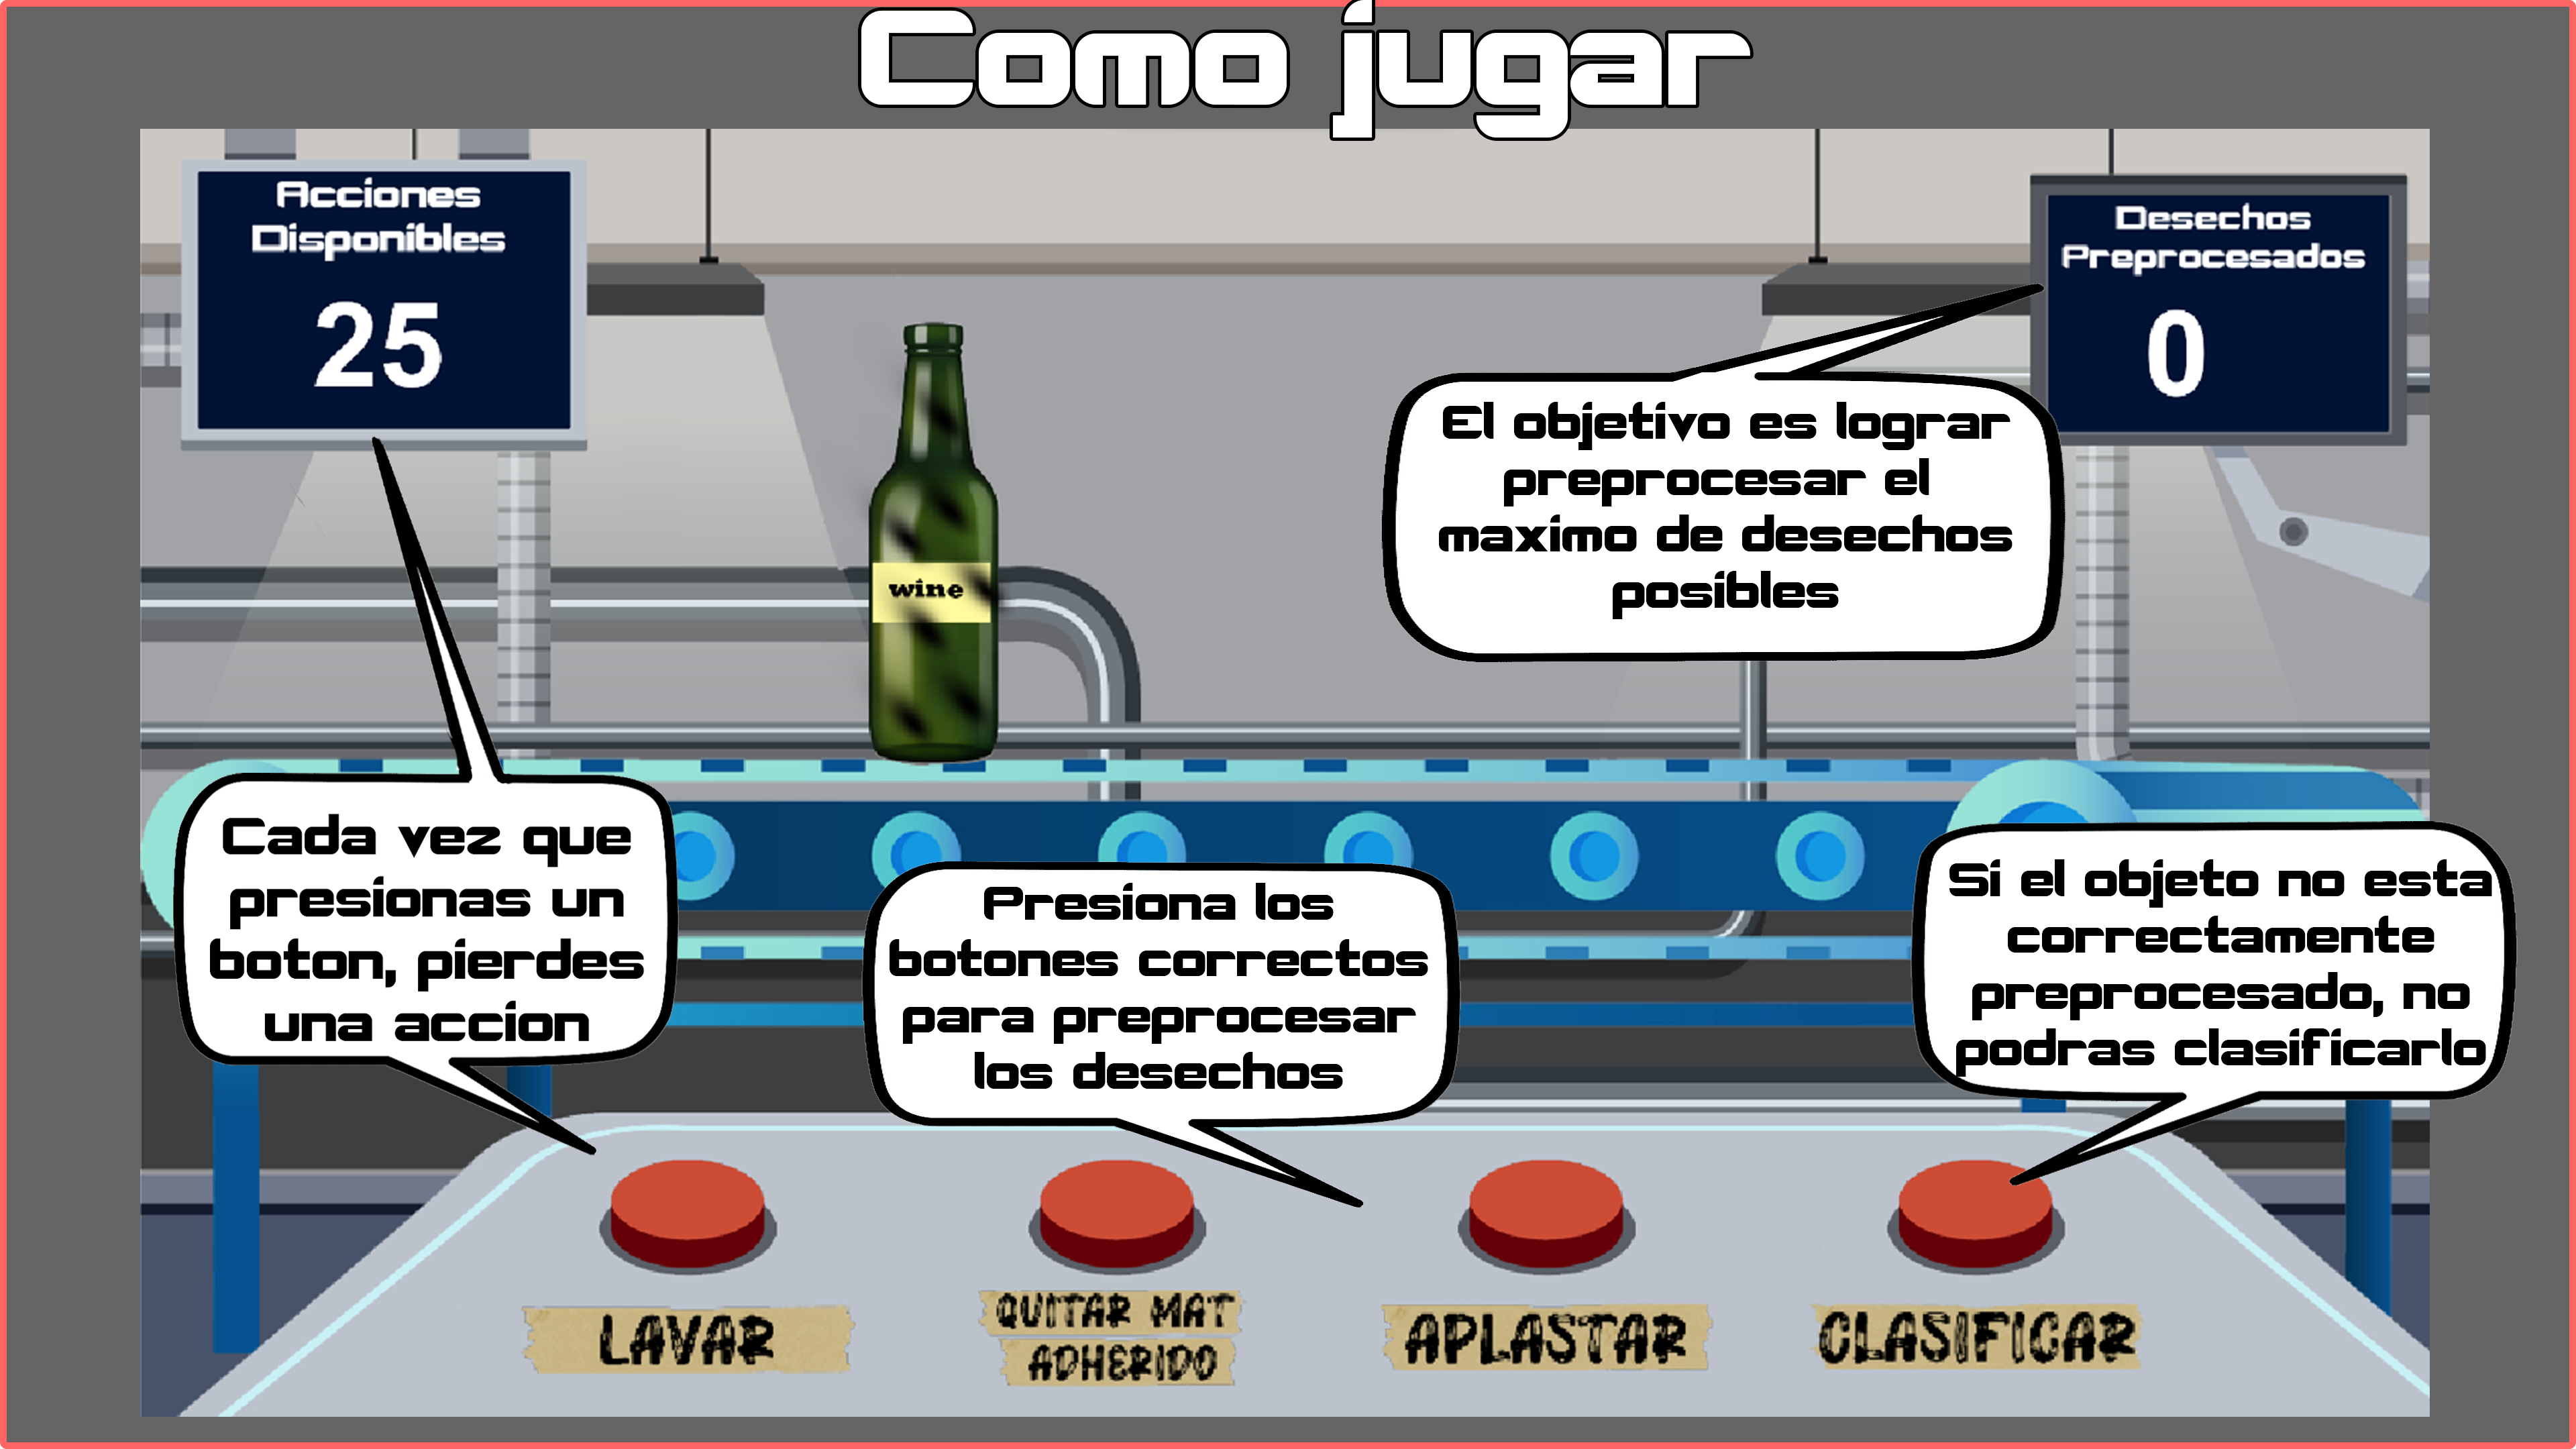 Como jugar
Acciones
Disponibles
25
Desechos
Preprocesados
0
El objetivo es lograr
preprocesar el
maximo de desechos
posibles
wine
Cada vez que
presionas un
boton, pierdes
una accion
Presiona los
botones correctos
para preprocesar
los desechos
Si el objeto no esta
correctamente
preprocesado, no
podras clasificarlo
LAVAR
QUITAR MAT
ADHERIDO
APLASTAR
CLASIFICAR